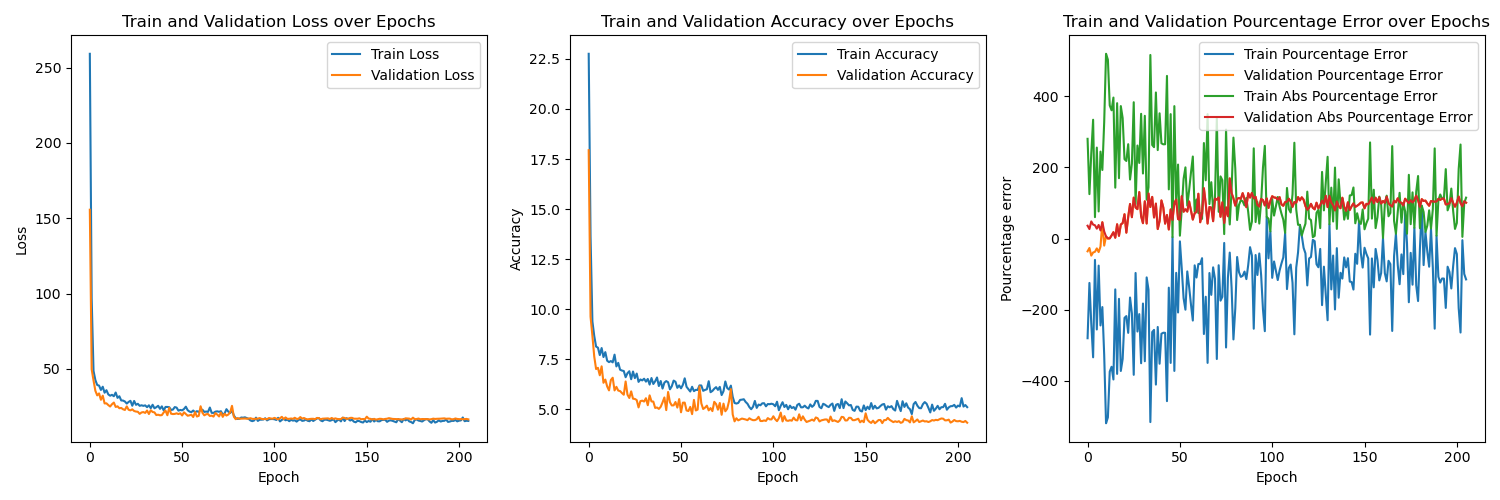 Train and Validation Loss over Epochs
Train Loss
Validation Loss
250
200
150
100
50
Loss
0
50
100
150
200
Epoch
Train and Validation Accuracy over Epochs
Train Accuracy
Validation Accuracy
22.5
20.0
17.5
15.0
12.5
10.0
7.5
5.0
Accuracy
0
50
100
150
200
Epoch
Train and Validation Pourcentage Error over Epochs
Train Pourcentage Error
Validation Pourcentage Error
Train Abs Pourcentage Error
Validation Abs Pourcentage Error
400
200
0
−200
−400
Pourcentage error
0
50
100
150
200
Epoch